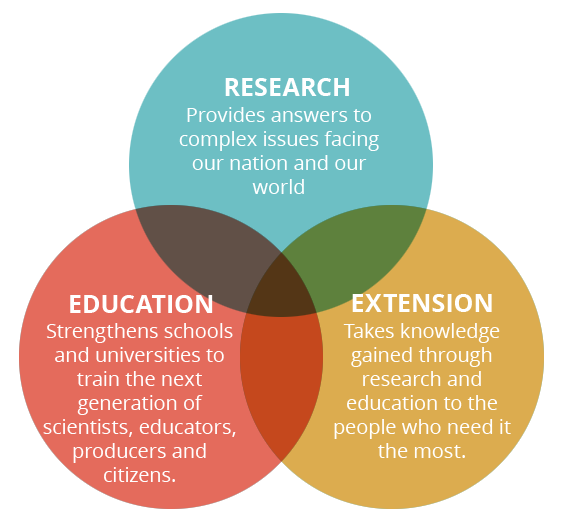 RESEARCH
Provides answers to
complex issues facing
our nation and our
world
EDUCATION
Strengthens schools
and universities to
train the next
generation of
scientists, educators,
producers and
citizens.
EXTENSION
Takes knowledge
gained through
research and
education to the
people who need it
the most.